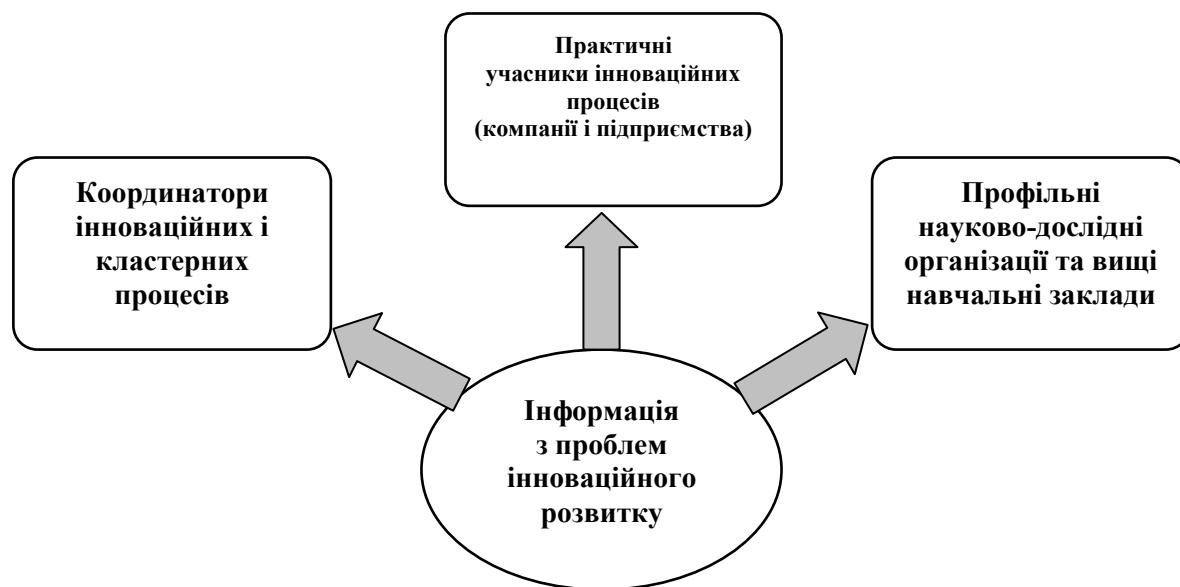 Практичні
учасники інноваційних
процесів
(компанії і підприємства)
Координатори
інноваційних і
кластерних
процесів
Профільні
науково-дослідні
організації та вищі
навчальні заклади
Інформація
з проблем
інноваційного
розвитку